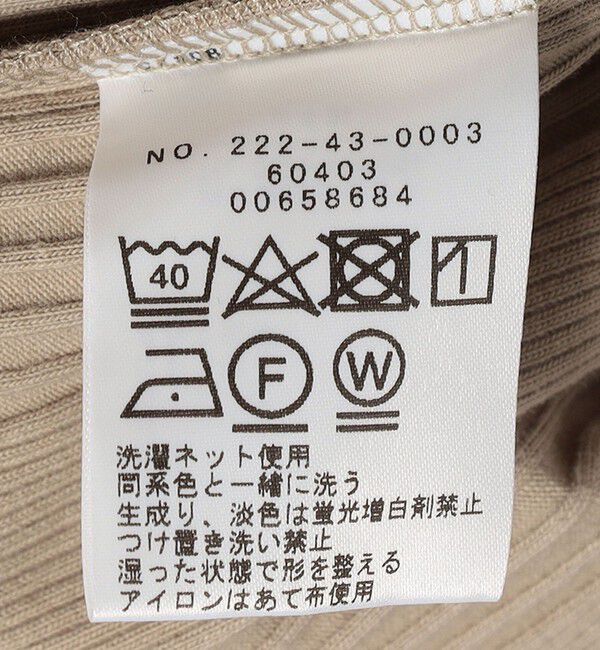 NO. 222-43-0003
60403
00658684
40
F W
洗濯ネット使用
同系色と一緒に洗う
生成り、淡色は蛍光増白剤禁止
つけ置き洗い禁止
湿った状態で形を整える
アイロンはあて布使用